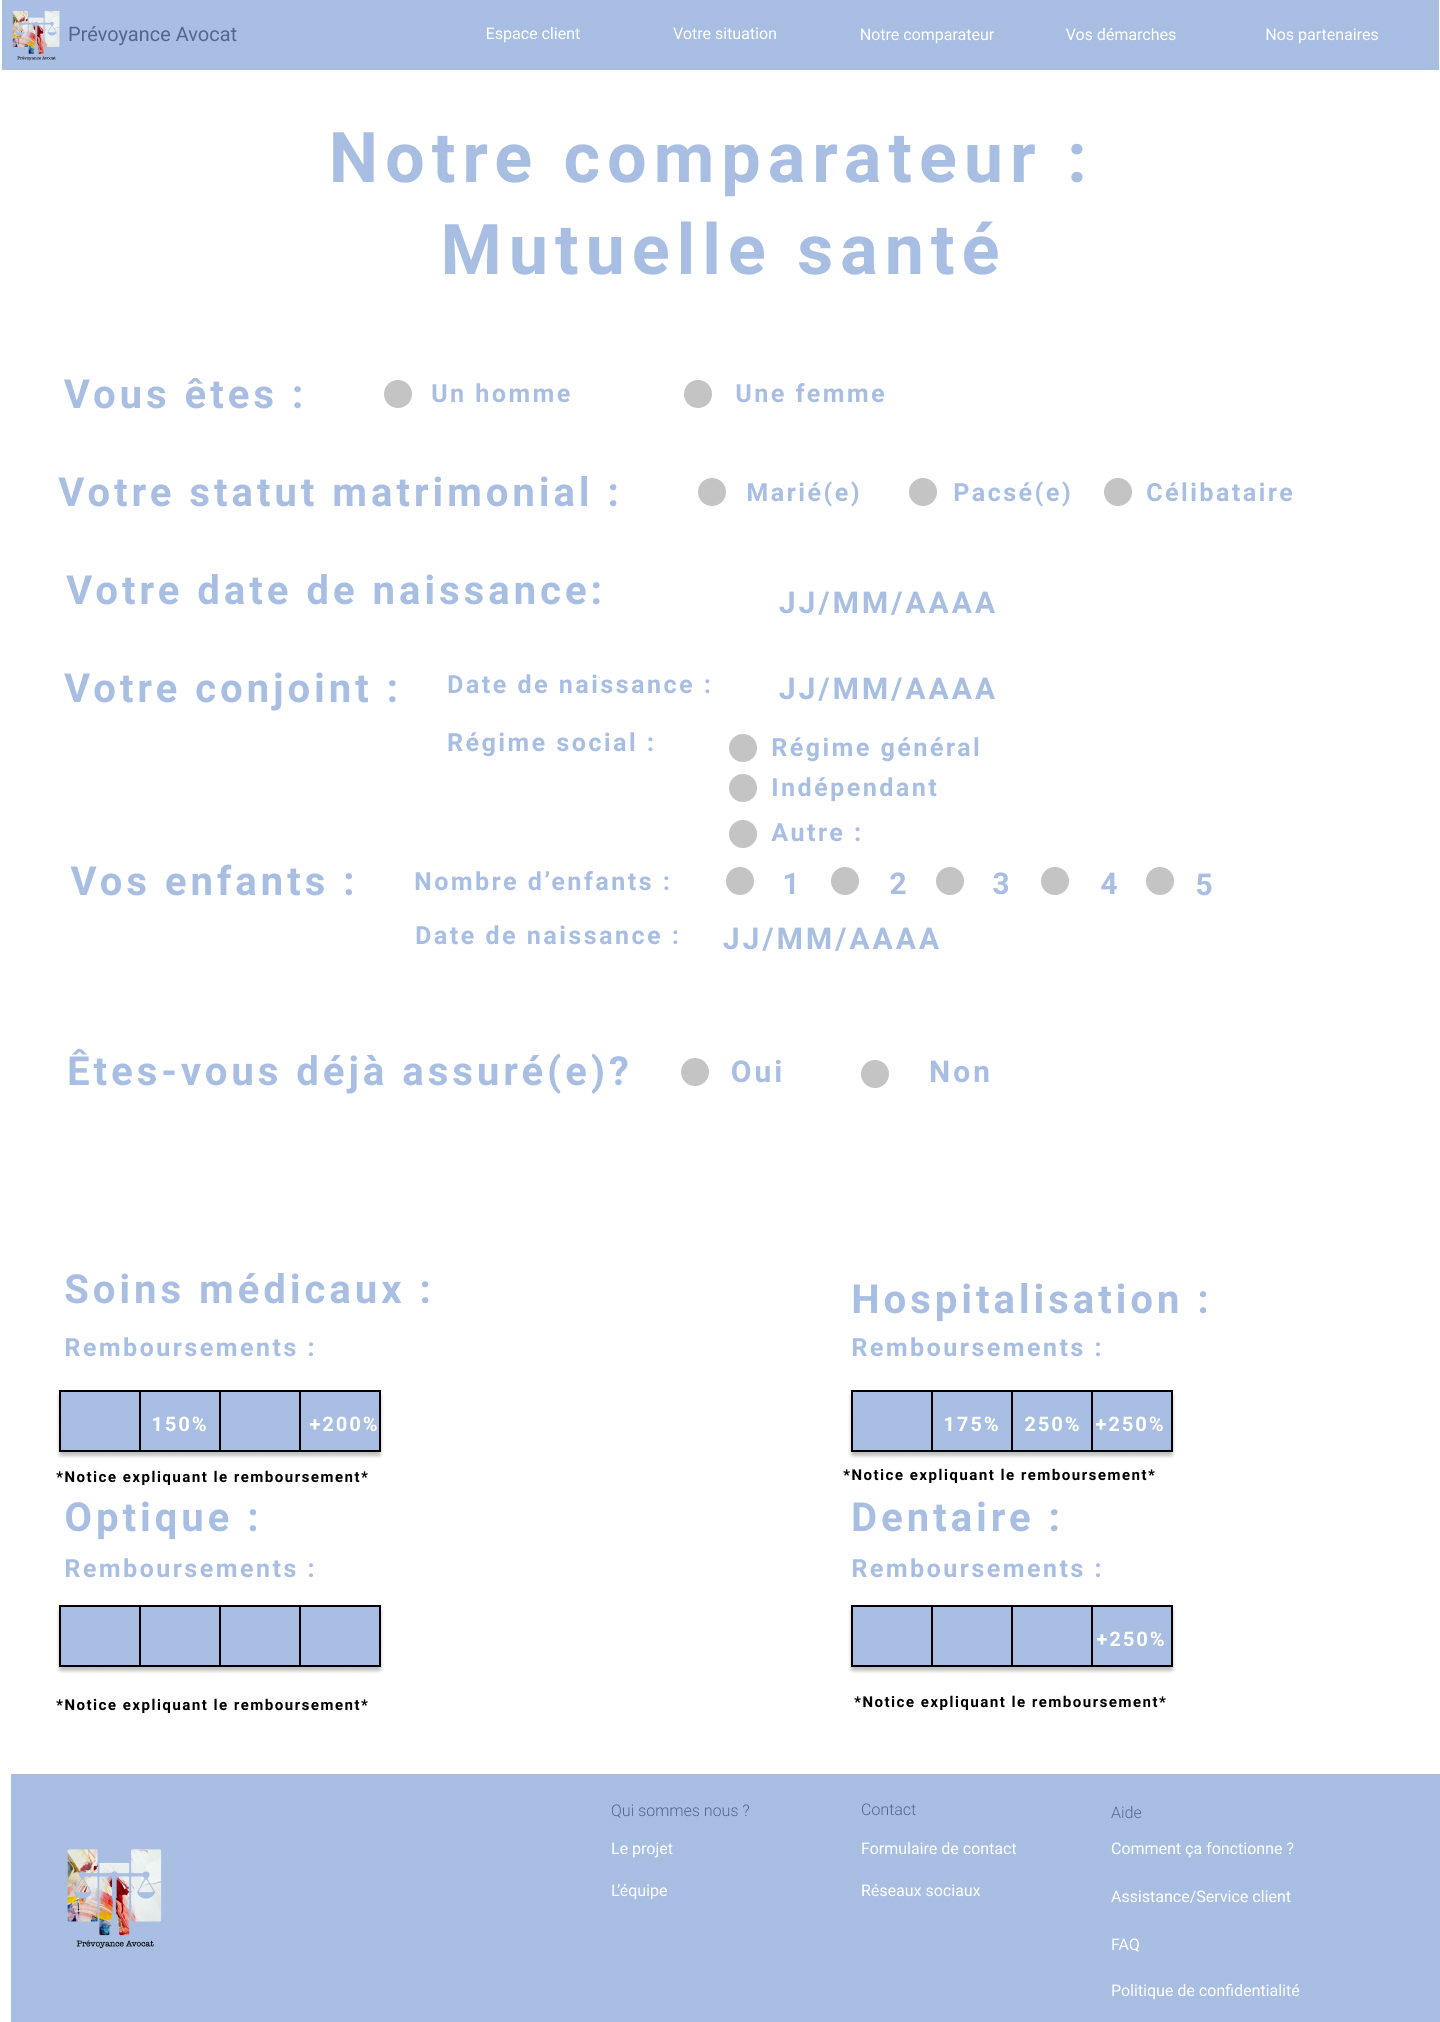 Prévoyance Avocat
Prévoyance Avocat
Espace client
Votre situation
Notre comparateur
Vos démarches
Nos partenaires
Notre comparateur :
Mutuelle santé
Vous êtes :
Un homme
Une femme
Votre statut matrimonial :
Marié(e)
Pacsé(e)
Célibataire
Votre date de naissance:
JJ/MM/AAAA
Votre conjoint :
Date de naissance :
JJ/MM/AAAA
Régime social :
Régime général
Indépendant
Autre :
Vos enfants :
Nombre d’enfants :
1
2
3
4
5
Date de naissance :
JJ/MM/AAAA
Êtes-vous déjà assuré(e)?
Oui
Non
Soins médicaux :
Remboursements :
150%
+200%
*Notice expliquant le remboursement*
Hospitalisation :
Remboursements :
175%
250%
+250%
*Notice expliquant le remboursement*
Optique :
Remboursements :
*Notice expliquant le remboursement*
Dentaire :
Remboursements :
+250%
*Notice expliquant le remboursement*
Prévoyance Avocat
Qui sommes nous ?
Le projet
L’équipe
Contact
Formulaire de contact
Réseaux sociaux
Aide
Comment ça fonctionne ?
Assistance/Service client
FAQ
Politique de confidentialité